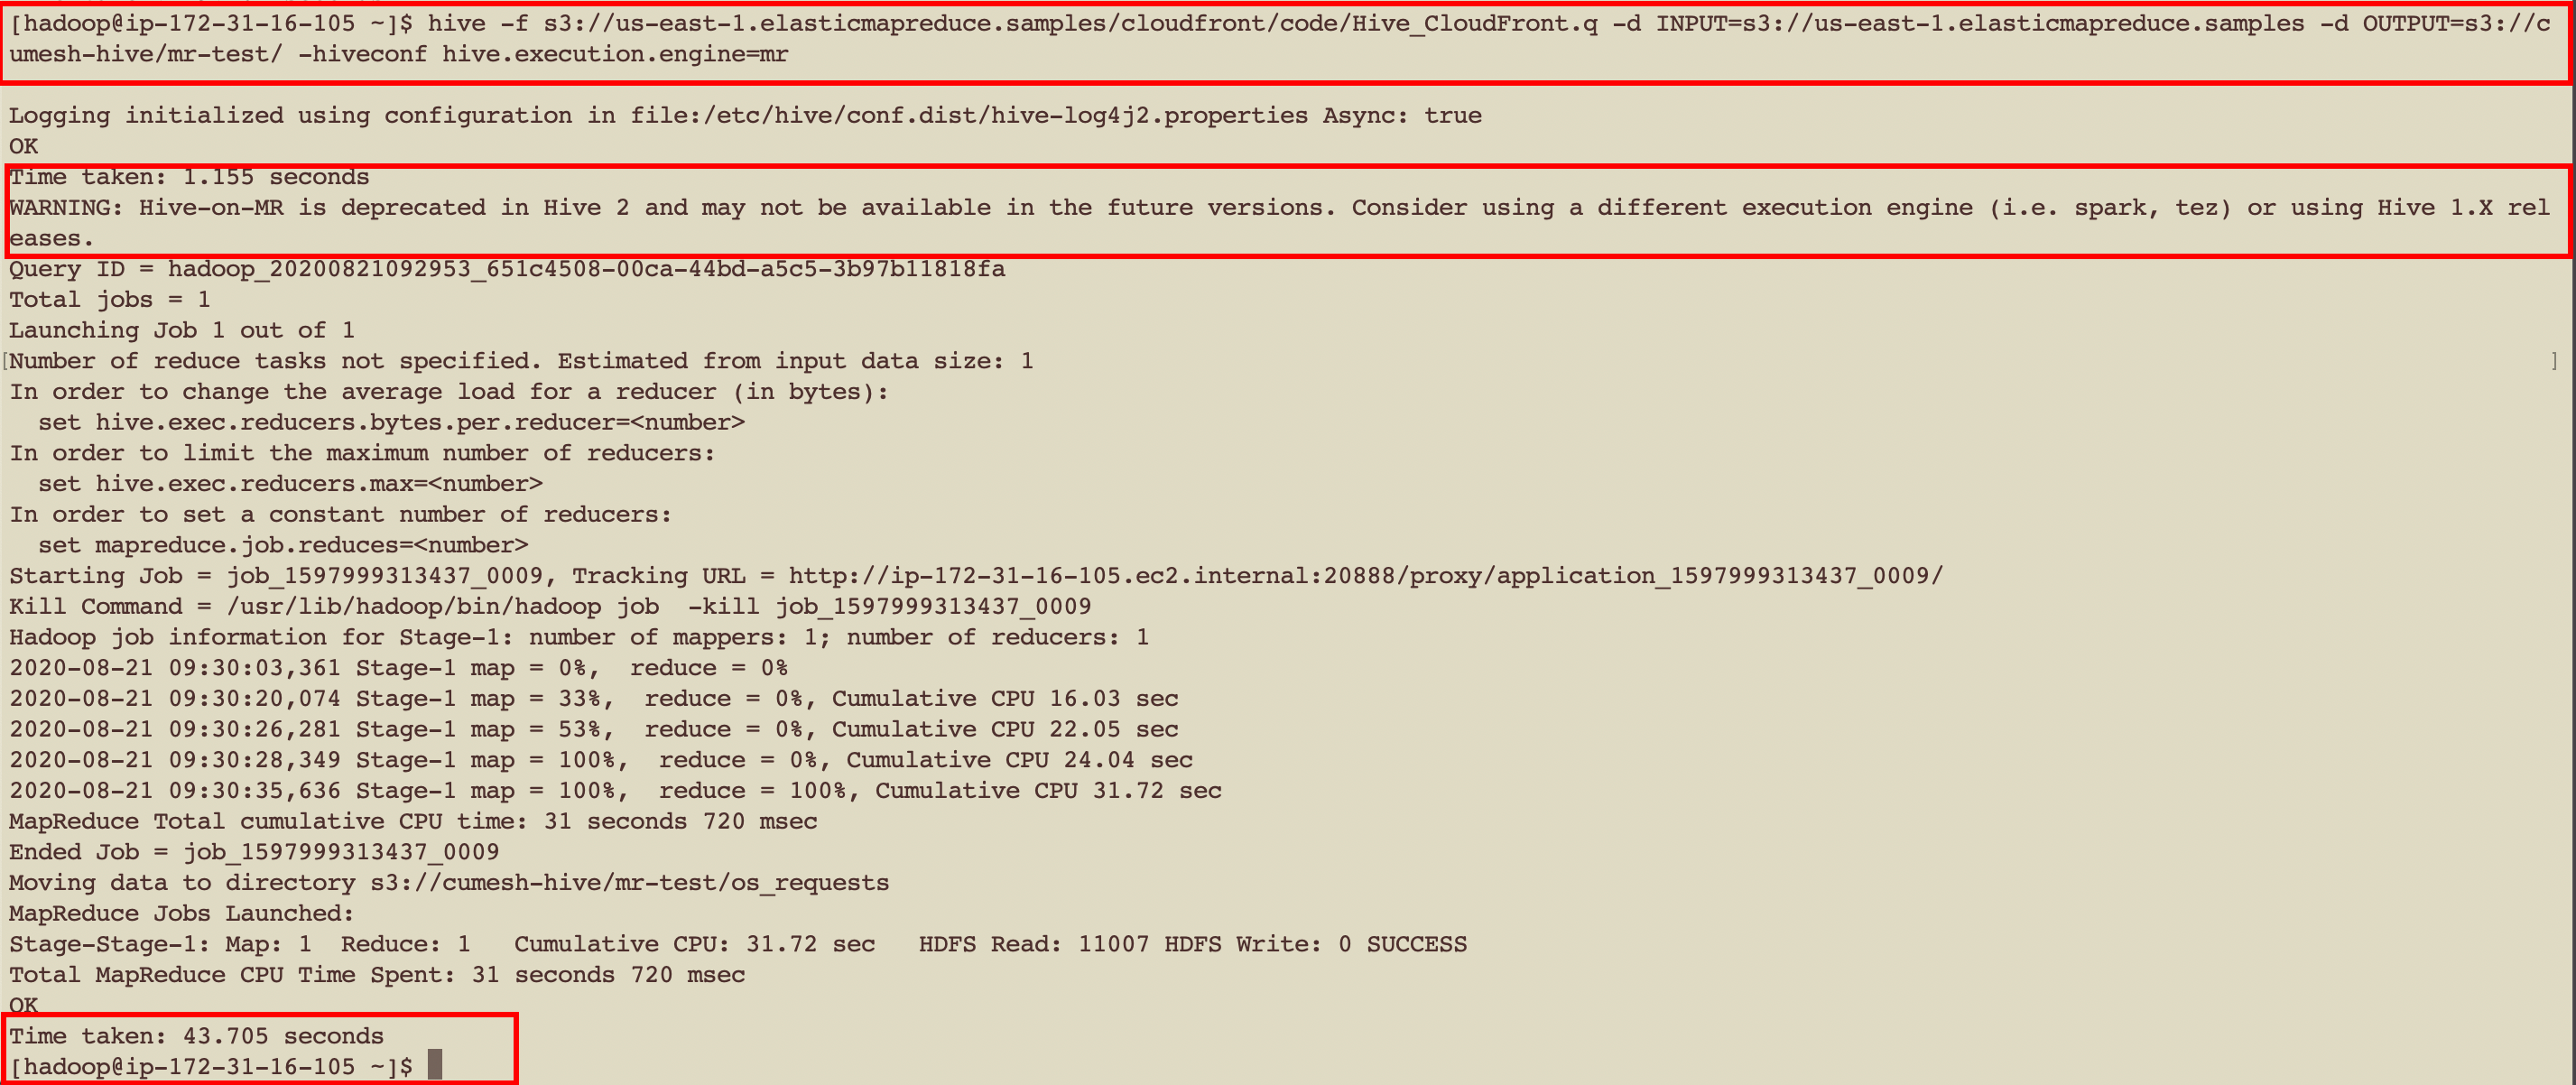 [hadoop@ip-172-31-16-105 ~]$ hive -f s3://us-east-1.elasticmapreduce.samples/cloudfront/code/Hive_CloudFront.q -d INPUT=s3://us-east-1.elasticmapreduce.samples -d OUTPUT=s3://c
umesh-hive/mr-test/ -hiveconf hive.execution.engine=mr
Logging initialized using configuration in file:/etc/hive/conf.dist/hive-log4j2.properties Async: true
OK
Time taken: 1.155 seconds
WARNING: Hive-on-MR is deprecated in Hive 2 and may not be available in the future versions. Consider using a different execution engine (i.e. spark, tez) or using Hive 1.X rel
eases.
Query ID = hadoop_20200821092953_651c4508-00ca-44bd-a5c5-3b97b11818fa
Total jobs = 1
Launching Job 1 out of 1
[Number of reduce tasks not specified. Estimated from input data size: 1 ]
In order to change the average load for a reducer (in bytes):
  set hive.exec.reducers.bytes.per.reducer=<number>
In order to limit the maximum number of reducers:
  set hive.exec.reducers.max=<number>
In order to set a constant number of reducers:
  set mapreduce.job.reduces=<number>
Starting Job = job_1597999313437_0009, Tracking URL = http://ip-172-31-16-105.ec2.internal:20888/proxy/application_1597999313437_0009/
Kill Command = /usr/lib/hadoop/bin/hadoop job  -kill job_1597999313437_0009
Hadoop job information for Stage-1: number of mappers: 1; number of reducers: 1
2020-08-21 09:30:03,361 Stage-1 map = 0%,  reduce = 0%
2020-08-21 09:30:20,074 Stage-1 map = 33%,  reduce = 0%, Cumulative CPU 16.03 sec
2020-08-21 09:30:26,281 Stage-1 map = 53%,  reduce = 0%, Cumulative CPU 22.05 sec
2020-08-21 09:30:28,349 Stage-1 map = 100%,  reduce = 0%, Cumulative CPU 24.04 sec
2020-08-21 09:30:35,636 Stage-1 map = 100%,  reduce = 100%, Cumulative CPU 31.72 sec
MapReduce Total cumulative CPU time: 31 seconds 720 msec
Ended Job = job_1597999313437_0009
Moving data to directory s3://cumesh-hive/mr-test/os_requests
MapReduce Jobs Launched:
Stage-Stage-1: Map: 1  Reduce: 1   Cumulative CPU: 31.72 sec   HDFS Read: 11007 HDFS Write: 0 SUCCESS
Total MapReduce CPU Time Spent: 31 seconds 720 msec
OK
Time taken: 43.705 seconds
[hadoop@ip-172-31-16-105 ~]$